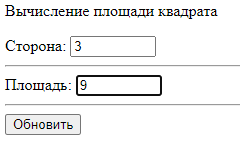 Вычисление площади квадрата
Сторона: 3
Площадь: 9
Обновить